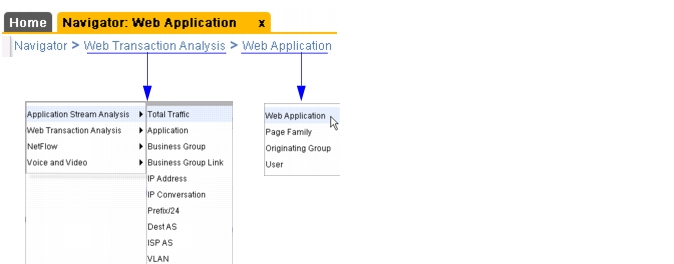 Home Navigator: Web Application x
Navigator > Web Transaction Analysis > Web Application
Application Stream Analysis
Web Transaction Analysis
NetFlow
Voice and Video
Total Traffic
Application
Business Group
Business Group Link
IP Address
IP Conversation
Prefix/24
Dest AS
ISP AS
VLAN
Web Application
Page Family
Originating Group
User